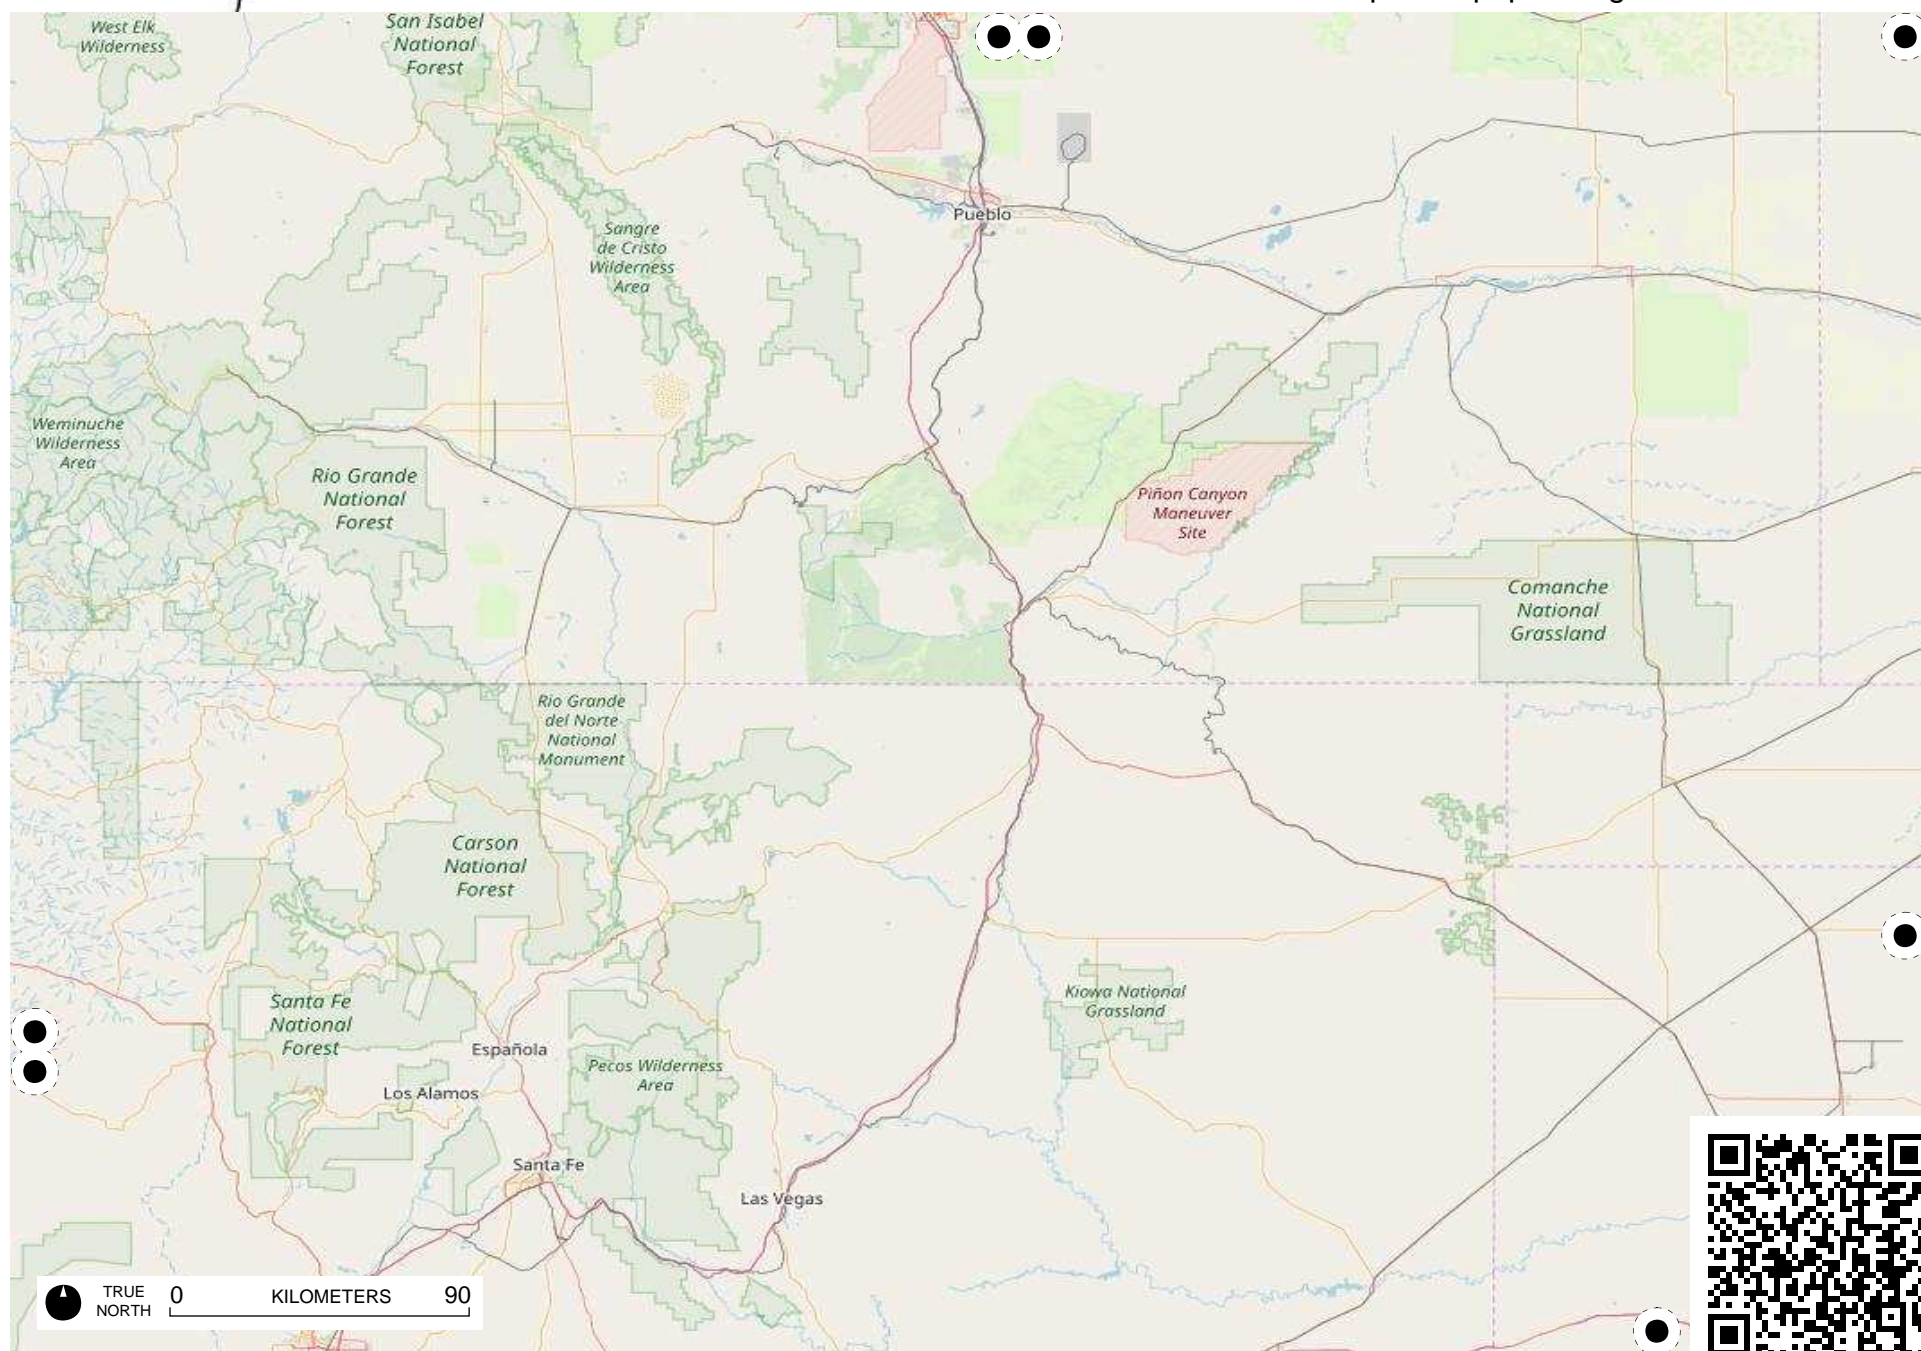 West Elk
Wilderness
San Isabel
National
Forest
Pueblo
Sangre
de Cristo
Wilderness
Area
Weminuche
Wilderness
Area
Rio Grande
National
Forest
Piñon Canyon
Maneuver
Site
Comanche
National
Grassland
Rio Grande
del Norte
National
Monument
Carson
National
Forest
Kiowa National
Grassland
Santa Fe
National
Forest
Española
Pecos Wilderness
Area
Los Alamos
Santa Fe
Las Vegas
TRUE
NORTH
0 KILOMETERS 90